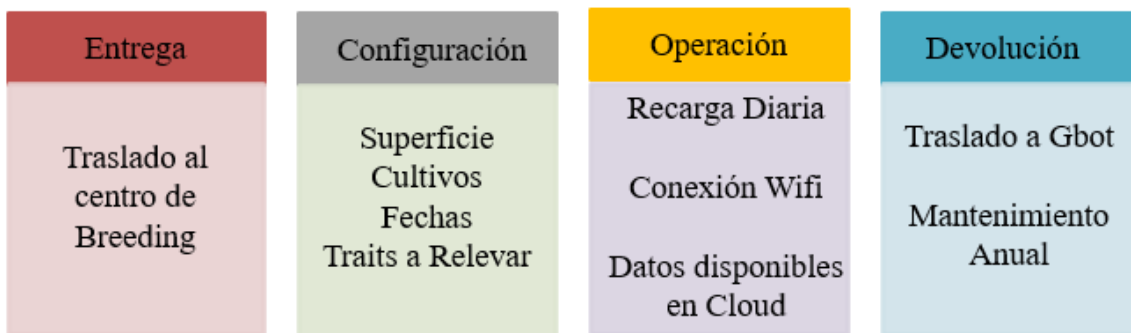 Entrega
Traslado al
centro de
Breeding
Configuración
Superficie
Cultivos
Fechas
Traits a Relevar
Operación
Recarga Diaria
Conexión Wifi
Datos disponibles
en Cloud
Devolución
Traslado a Gbot
Mantenimiento
Anual